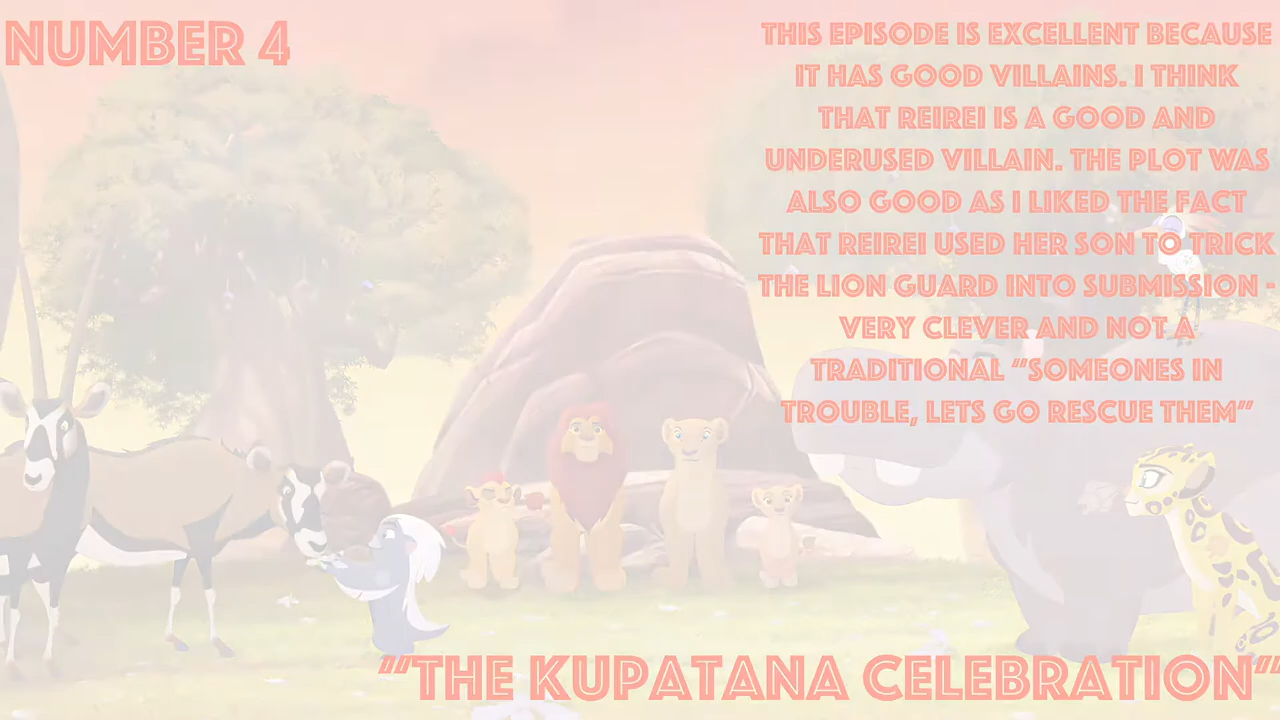 NUMBER 4
THIS EPISODE IS EXCELLENT BECAUSE
IT HAS GOOD VILLAINS. I THINK
THAT REIREI IS A GOOD AND
UNDERUSED VILLAIN. THE PLOT WAS
ALSO GOOD AS I LIKED THE FACT
THAT REIREI USED HER SON TO TRICK
THE LION GUARD INTO SUBMISSION -
VERY CLEVER AND NOT A
TRADITIONAL “SOMEONES IN
TROUBLE, LETS GO RESCUE THEM”
“THE KUPATANA CELEBRATION”